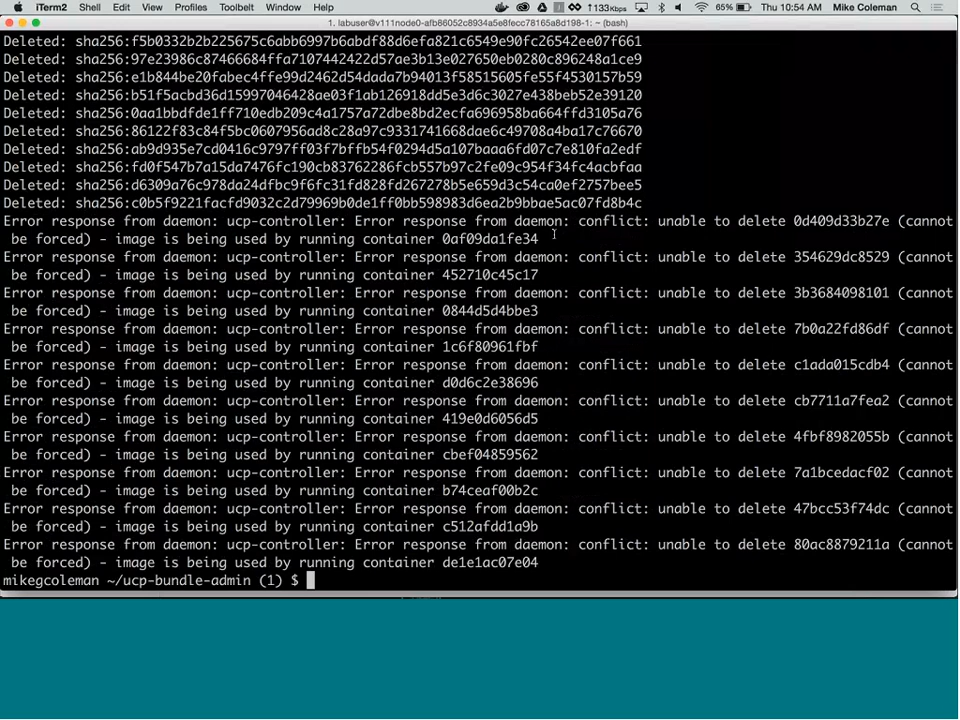 iTerm2 Shell Edit View Profiles Toolbelt Window Help 133Kbps 65% Thu 10:54 AM Mike Coleman
1. labuser@v111node0-afb86052c8934a5e8fecc78165a8d198-1: ~ (bash)
Deleted: sha256:f5b0332b2b225675c6abb6997b6abdf88d6efa821c6549e90fc26542ee07f661
Deleted: sha256:97e23986c87466684ffa7107442422d57ae3b13e027650eb0280c896248a1ce9
Deleted: sha256:e1b844be20fabec4ffe99d2462d54dada7b94013f58515605fe55f4530157b59
Deleted: sha256:b51f5acbd36d15997046428ae03f1ab126918dd5e3d6c3027e438beb52e39120
Deleted: sha256:0aa1bbdfde1ff710edb209c4a1757a72dbe8bd2ecfa696958ba664ffd3105a76
Deleted: sha256:86122f83c84f5bc0607956ad8c28a97c9331741668dae6c49708a4ba17c76670
Deleted: sha256:ab9d935e7cd0416c9797ff03f7bffb54f0294d5a107baaa6fd07c7e810fa2edf
Deleted: sha256:fd0f547b7a15da7476fc190cb83762286fcb557b97c2fe09c954f34fc4acbfaa
Deleted: sha256:d6309a76c978da24dfbc9f6fc31fd828fd267278b5e659d3c54ca0ef2757bee5
Deleted: sha256:c0b5f9221facfd9032c2d79969b0de1ff0bb598983d6ea2b9bbae5ac07fd8b4c
Error response from daemon: ucp-controller: Error response from daemon: conflict: unable to delete 0d409d33b27e (cannot
be forced) - image is being used by running container 0af09da1fe34
Error response from daemon: ucp-controller: Error response from daemon: conflict: unable to delete 354629dc8529 (cannot
be forced) - image is being used by running container 452710c45c17
Error response from daemon: ucp-controller: Error response from daemon: conflict: unable to delete 3b3684098101 (cannot
be forced) - image is being used by running container 0844d5d4bbe3
Error response from daemon: ucp-controller: Error response from daemon: conflict: unable to delete 7b0a22fd86df (cannot
be forced) - image is being used by running container 1c6f80961fbf
Error response from daemon: ucp-controller: Error response from daemon: conflict: unable to delete c1ada015cdb4 (cannot
be forced) - image is being used by running container d0d6c2e38696
Error response from daemon: ucp-controller: Error response from daemon: conflict: unable to delete cb7711a7fea2 (cannot
be forced) - image is being used by running container 419e0d6056d5
Error response from daemon: ucp-controller: Error response from daemon: conflict: unable to delete 4fbf8982055b (cannot
be forced) - image is being used by running container cbef04859562
Error response from daemon: ucp-controller: Error response from daemon: conflict: unable to delete 7a1bcedacf02 (cannot
be forced) - image is being used by running container b74ceaf00b2c
Error response from daemon: ucp-controller: Error response from daemon: conflict: unable to delete 47bcc53f74dc (cannot
be forced) - image is being used by running container c512afdd1a9b
Error response from daemon: ucp-controller: Error response from daemon: conflict: unable to delete 80ac8879211a (cannot
be forced) - image is being used by running container de1e1ac07e04
mikegcoleman ~/ucp-bundle-admin (1) $